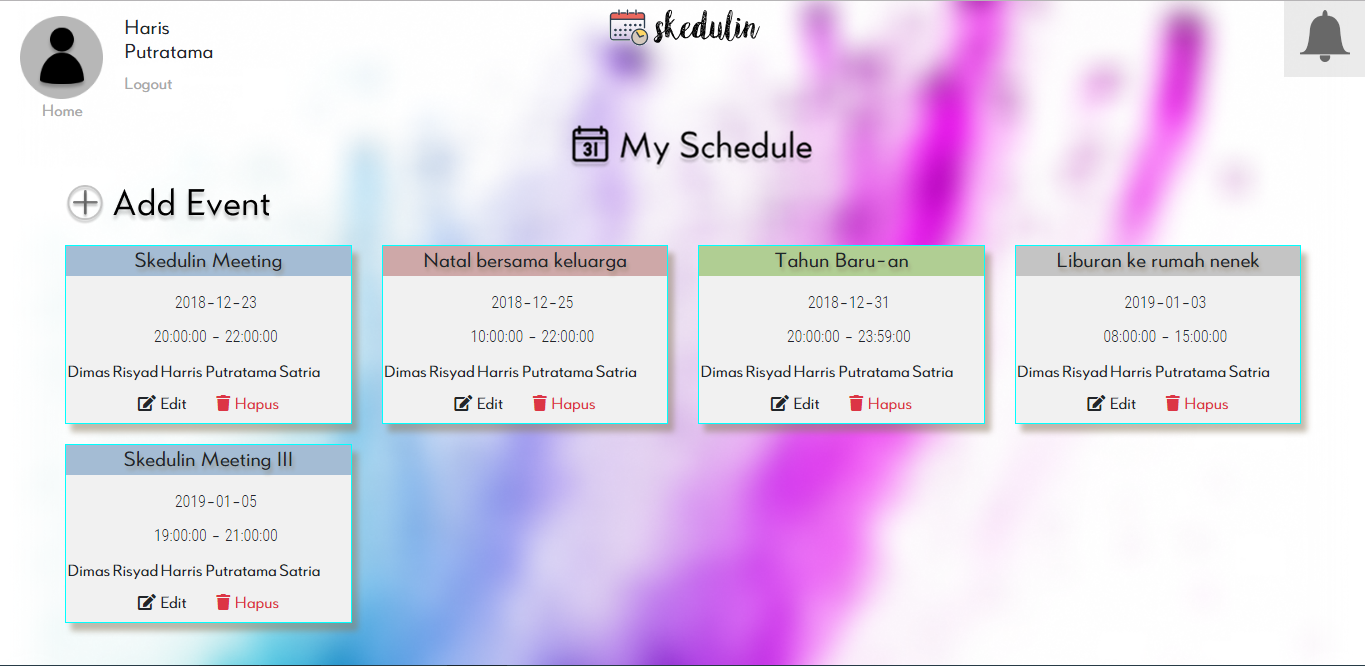 Haris
Putratama
Logout
Home
skedulin
31 My Schedule
Add Event
Skedulin Meeting
2018-12-23
20:00:00 - 22:00:00
Dimas Risyad Harris Putratama Satria
Edit Hapus
Natal bersama keluarga
2018-12-25
10:00:00 - 22:00:00
Dimas Risyad Harris Putratama Satria
Edit Hapus
Tahun Baru-an
2018-12-31
20:00:00 - 23:59:00
Dimas Risyad Harris Putratama Satria
Edit Hapus
Liburan ke rumah nenek
2019-01-03
08:00:00 - 15:00:00
Dimas Risyad Harris Putratama Satria
Edit Hapus
Skedulin Meeting III
2019-01-05
19:00:00 - 21:00:00
Dimas Risyad Harris Putratama Satria
Edit Hapus